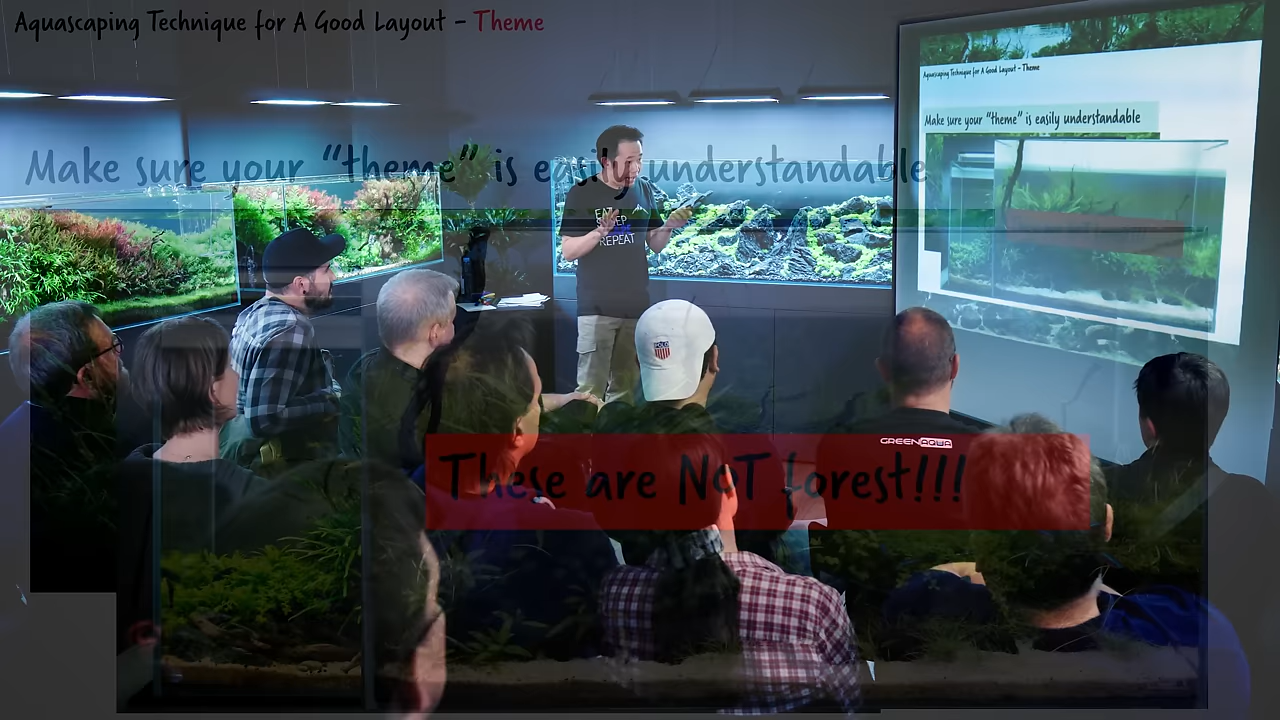 Aquascaping Technique for A Good Layout - Theme
Aquascaping Technique for A Good Layout - Theme
Make sure your "theme" is easily understandable
Make sure your "theme" is easily understandable
EAT
REPEAT
POLO
GREENAQUA
These are NOT forest!!!